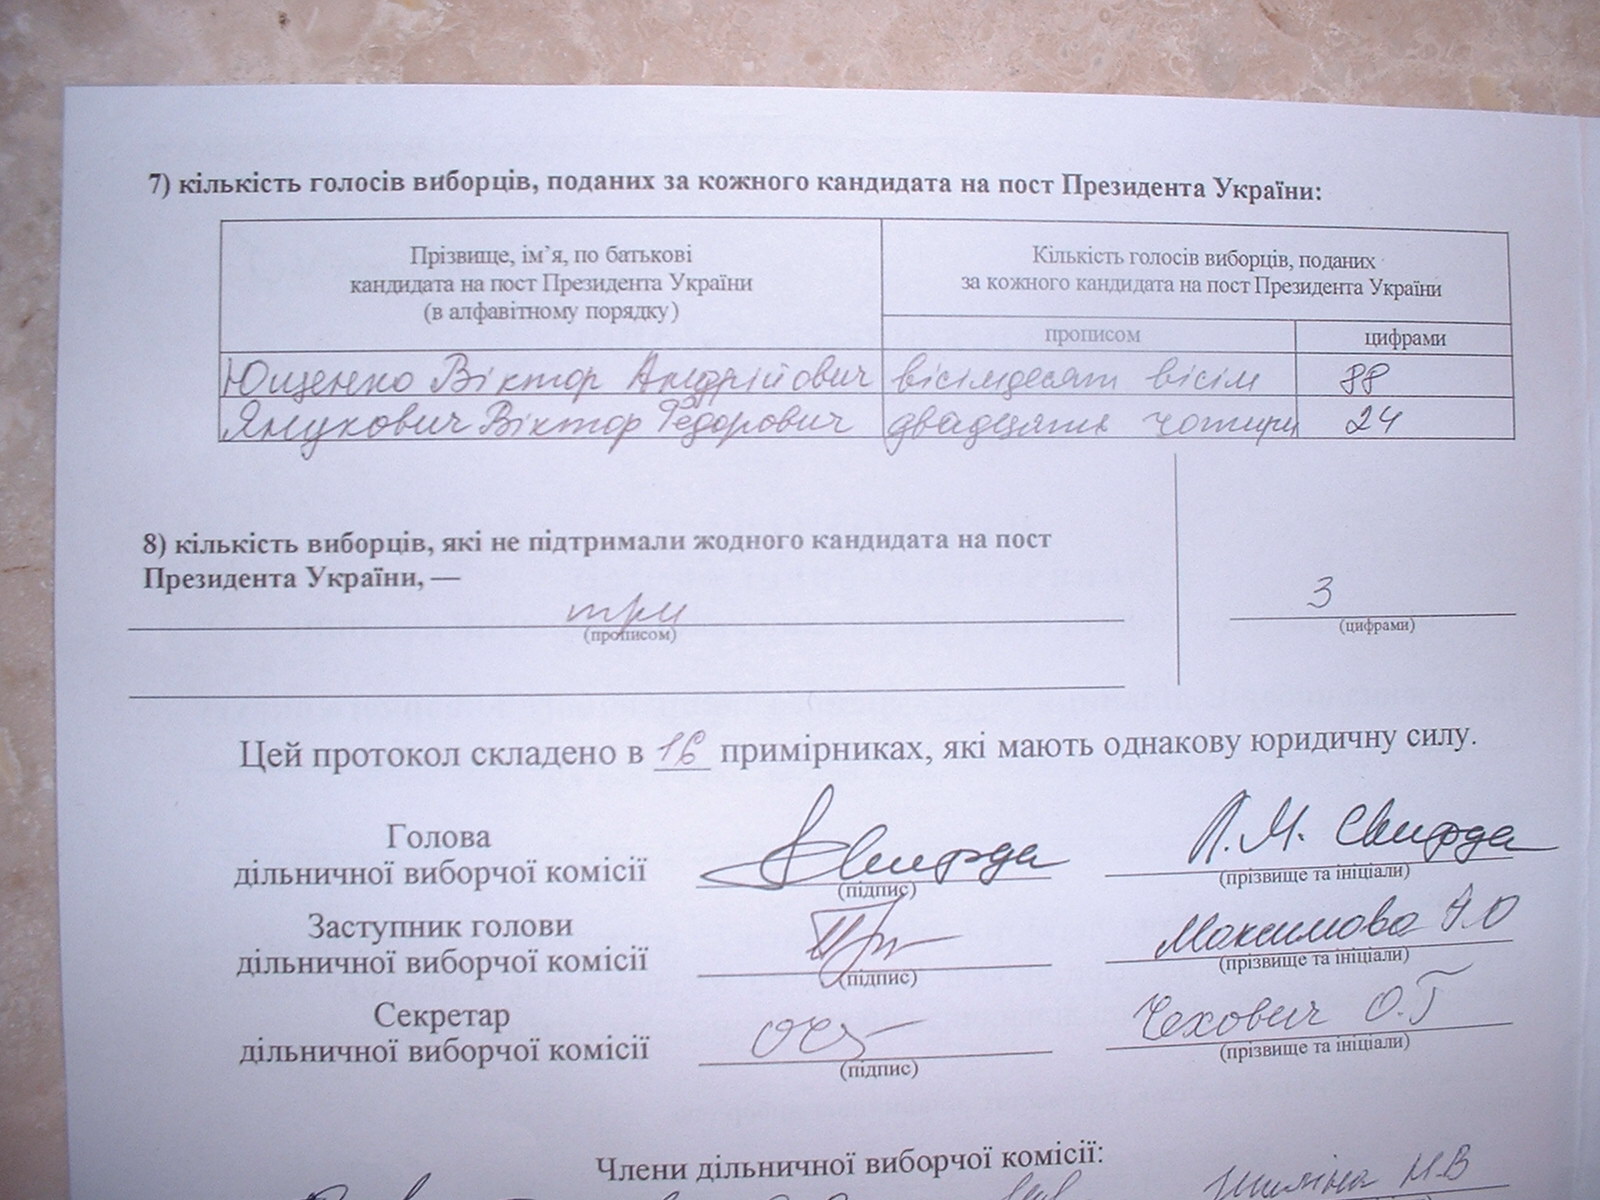 7) кількість голосів виборців, поданих за кожного кандидата на пост Президента України:
Прізвище, ім’я, по батькові
кандидата на пост Президента України
(в алфавітному порядку)
Кількість голосів виборців, поданих
за кожного кандидата на пост Президента України
прописом
цифрами
Ющенко Віктор Андрійович вісімдесят вісім 88
Янукович Віктор Федорович двадцять чотири 24
8) кількість виборців, які не підтримали жодного кандидата на пост
Президента України, —
три
(прописом)
3
(цифрами)
Цей протокол складено в 16 примірниках, які мають однакову юридичну силу.
Голова
дільничної виборчої комісії
(підпис)
Л.М. Свирида
(прізвище та ініціали)
Заступник голови
дільничної виборчої комісії
(підпис)
Максимова
(прізвище та ініціали)
Секретар
дільничної виборчої комісії
(підпис)
Чехович О.Г
(прізвище та ініціали)
Члени дільничної виборчої комісії: